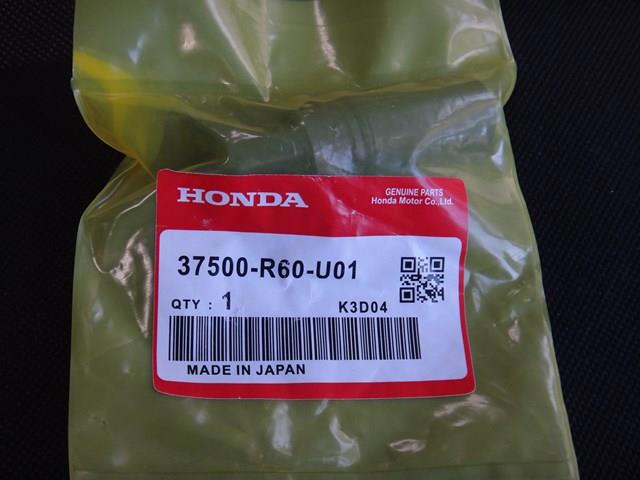 HONDA
GENUINE PARTS
Honda Motor Co.,Ltd.
37500-R60-U01
QTY : 1 K3D04
MADE IN JAPAN